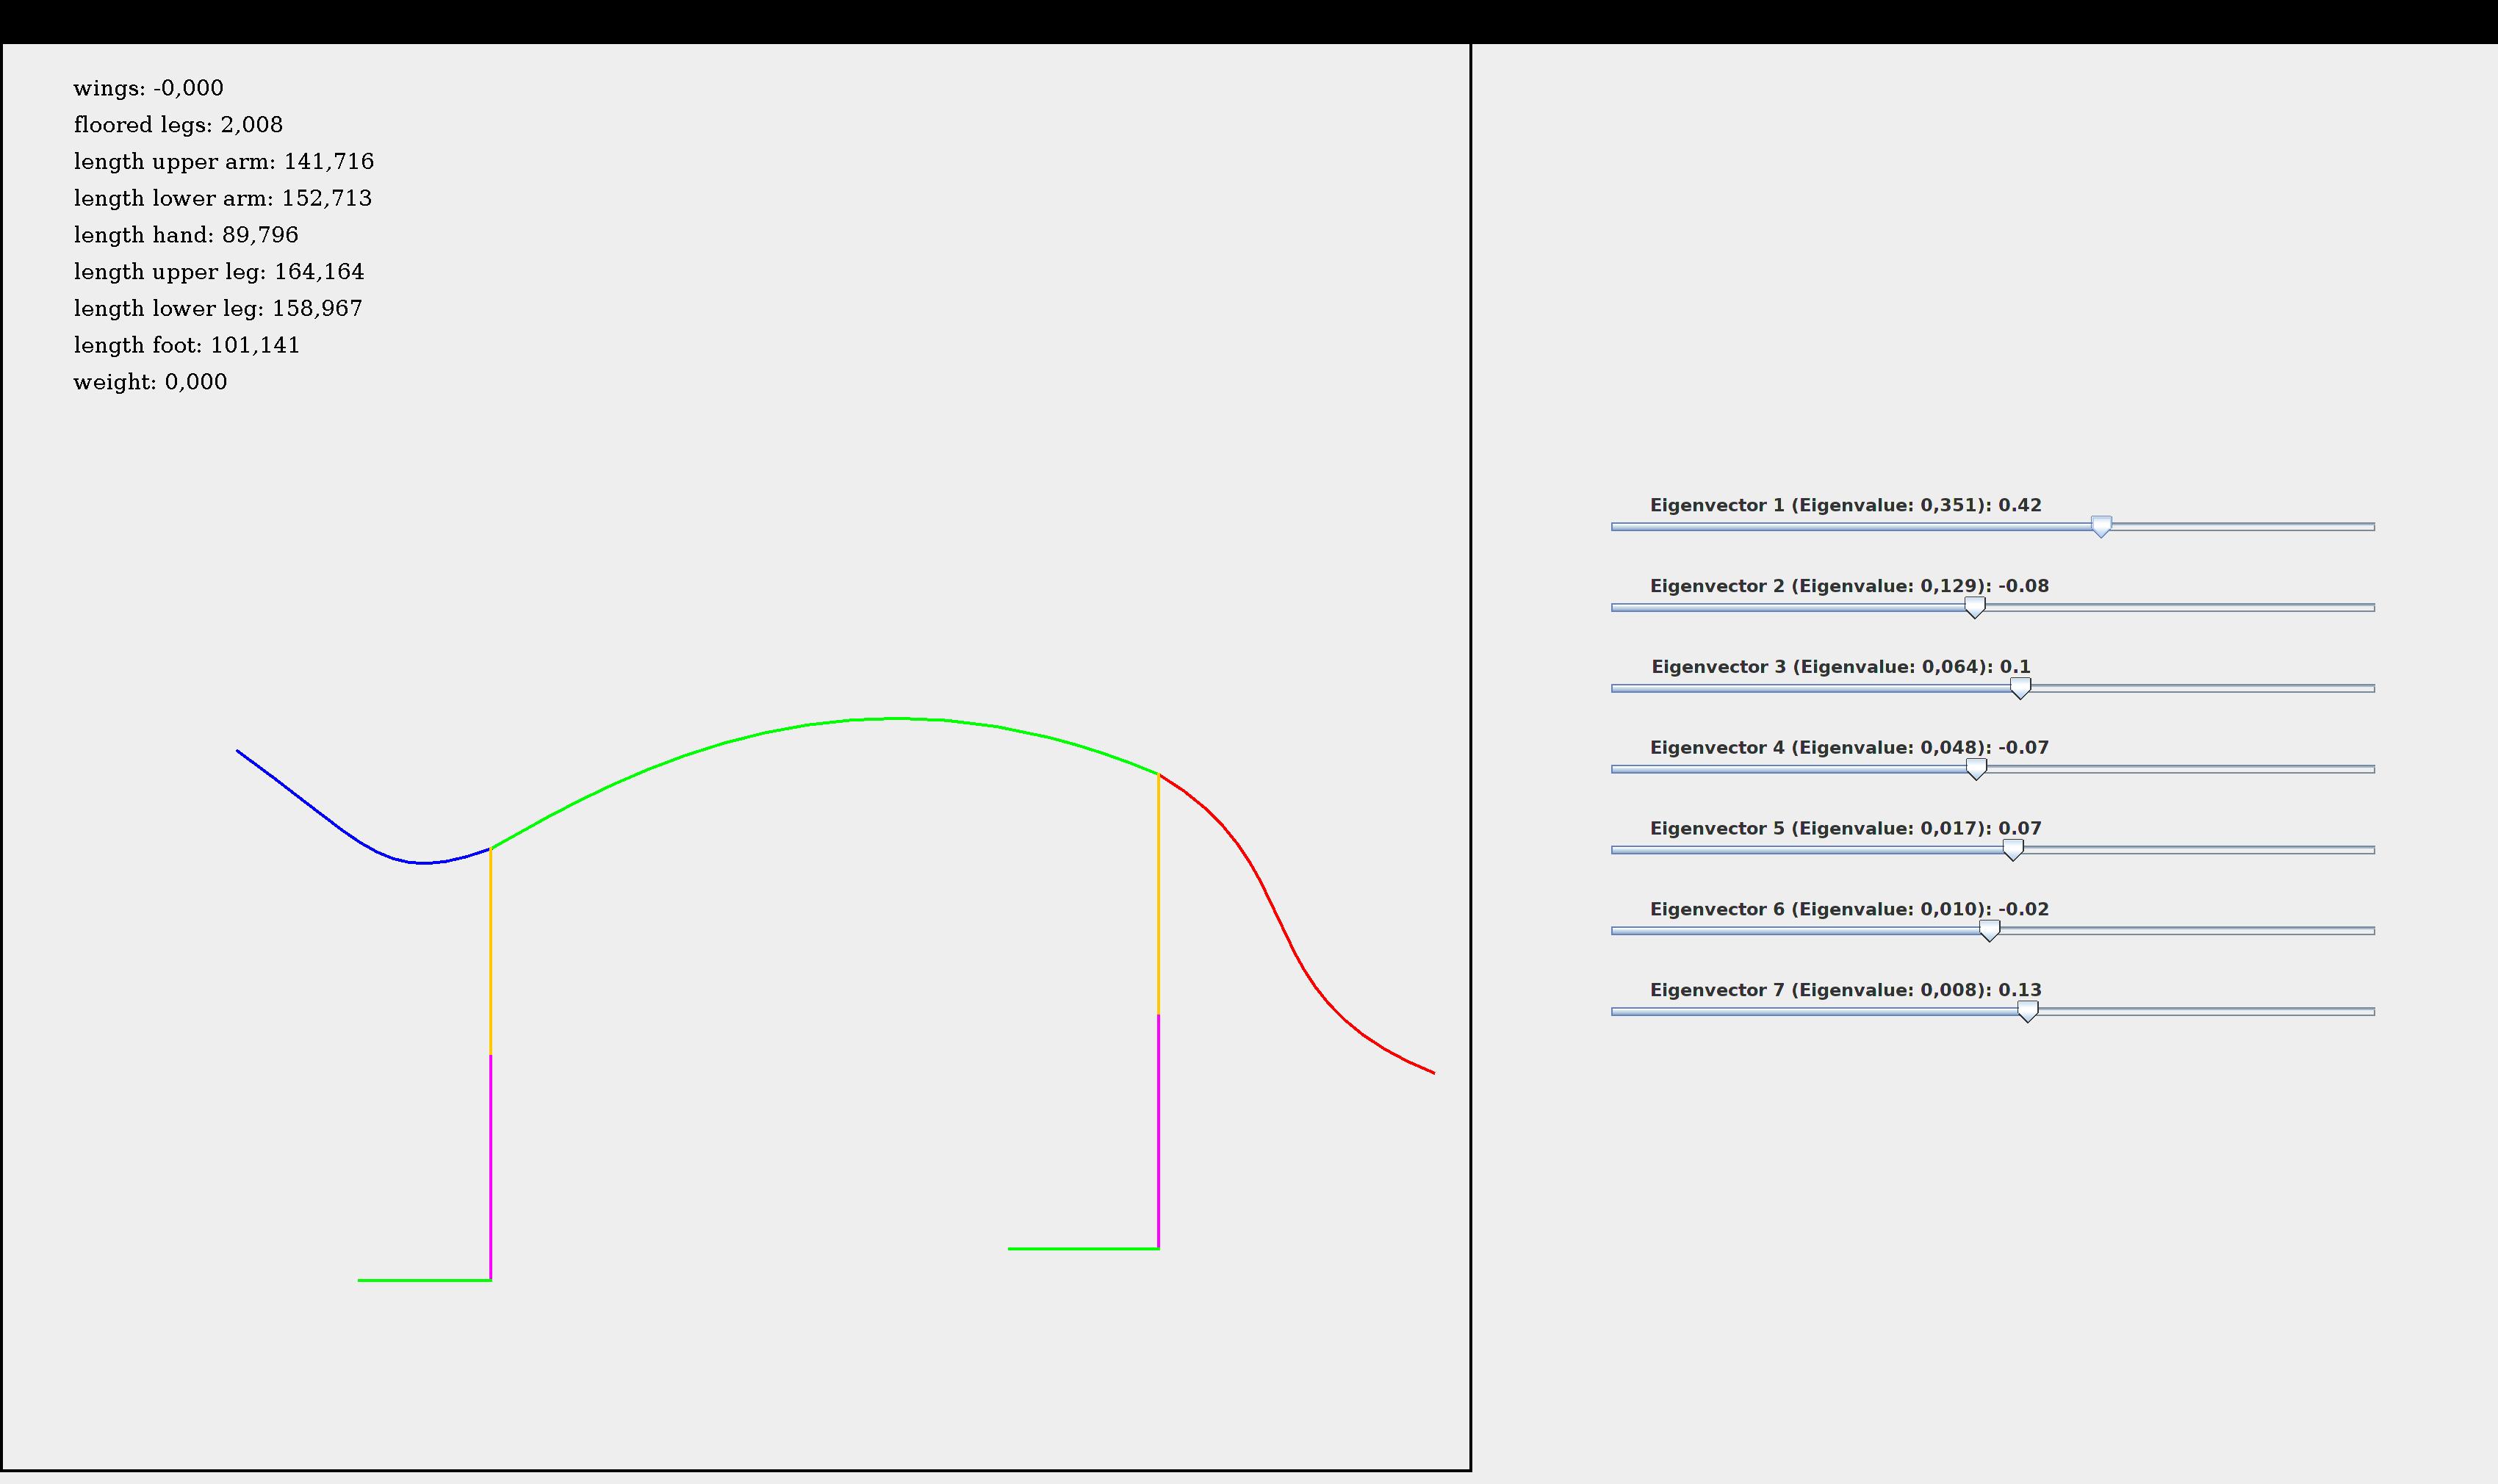 wings: -0,000
floored legs: 2,008
length upper arm: 141,716
length lower arm: 152,713
length hand: 89,796
length upper leg: 164,164
length lower leg: 158,967
length foot: 101,141
weight: 0,000
Eigenvector 1 (Eigenvalue: 0,351): 0.42
Eigenvector 2 (Eigenvalue: 0,129): -0.08
Eigenvector 3 (Eigenvalue: 0,064): 0.1
Eigenvector 4 (Eigenvalue: 0,048): -0.07
Eigenvector 5 (Eigenvalue: 0,017): 0.07
Eigenvector 6 (Eigenvalue: 0,010): -0.02
Eigenvector 7 (Eigenvalue: 0,008): 0.13